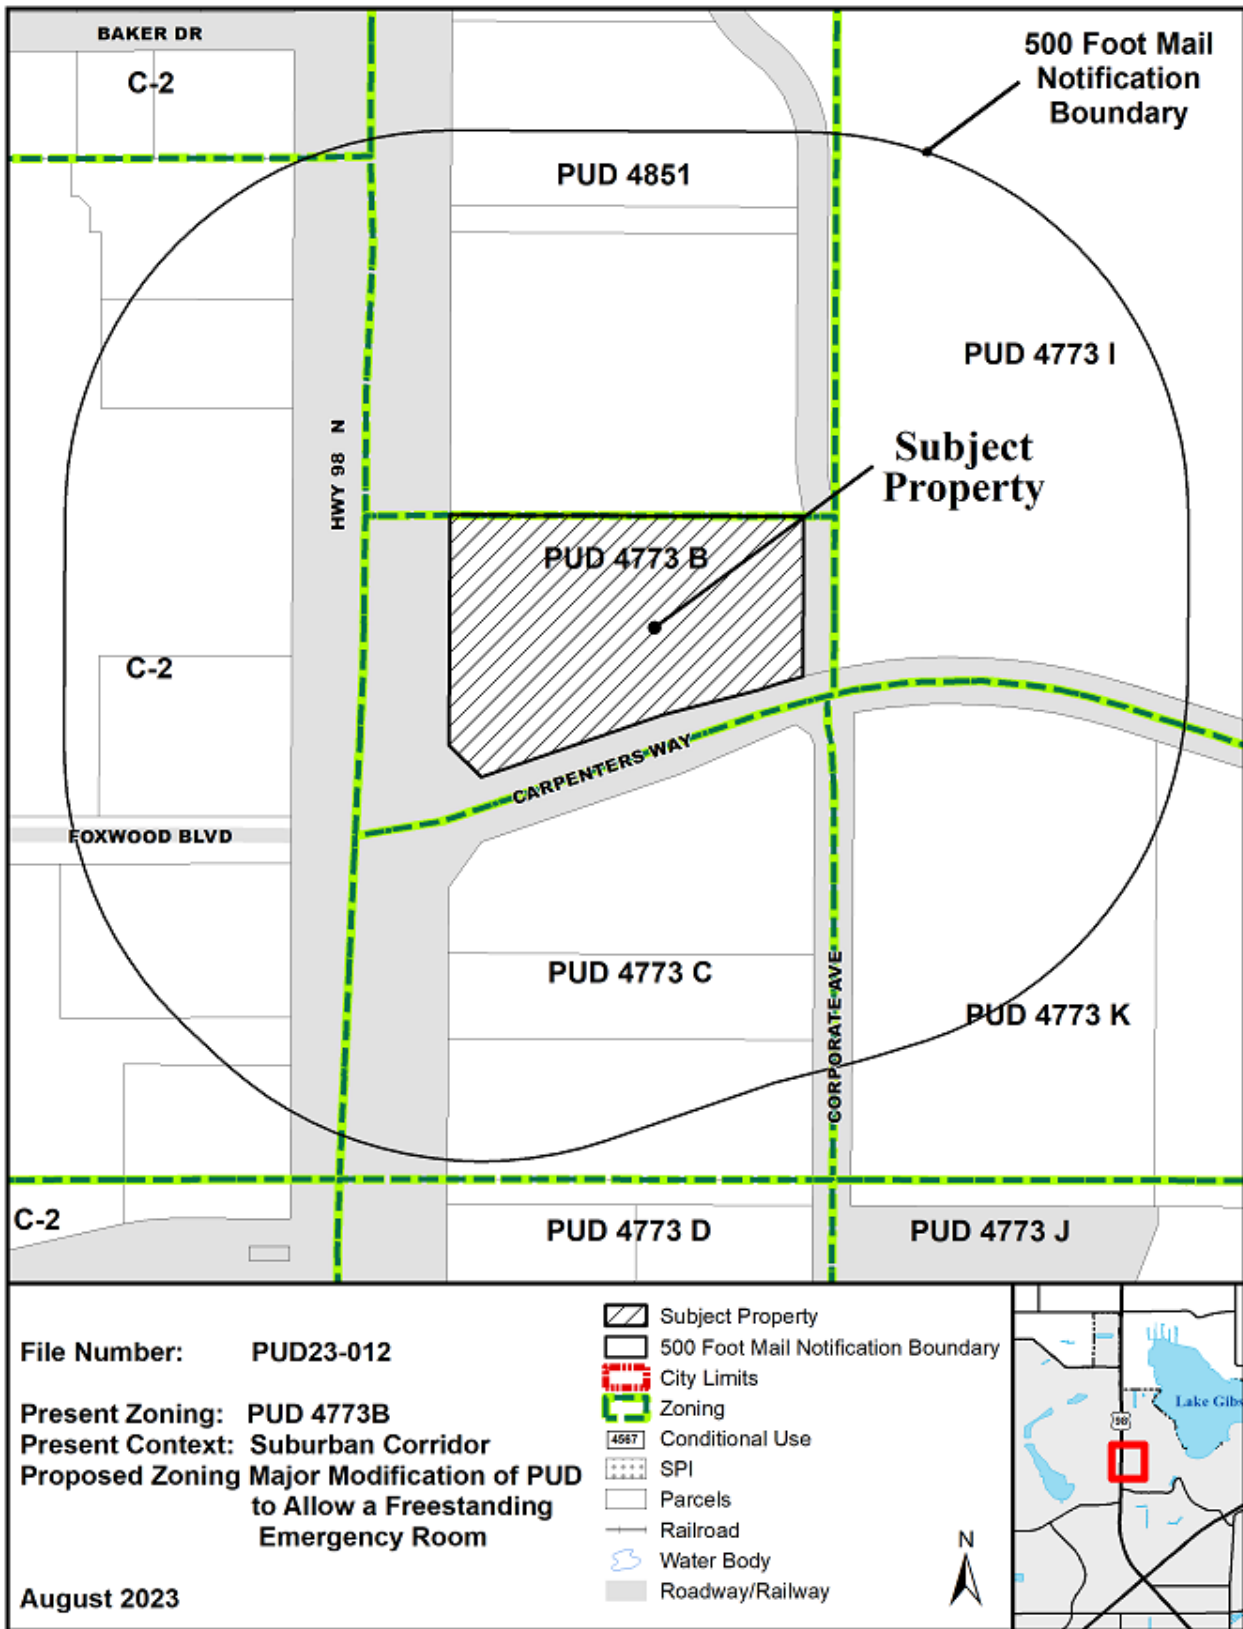 BAKER DR
C-2
500 Foot Mail
Notification
Boundary
PUD 4851
PUD 4773 I
HWY 98 N
Subject
Property
PUD 4773 B
C-2
CARPENTERS WAY
FOXWOOD BLVD
PUD 4773 C
CORPORATE AVE
PUD 4773 K
C-2
PUD 4773 D
PUD 4773 J
File Number: PUD23-012
Present Zoning: PUD 4773B
Present Context: Suburban Corridor
Proposed Zoning Major Modification of PUD
to Allow a Freestanding
Emergency Room
August 2023
Subject Property
500 Foot Mail Notification Boundary
City Limits
Zoning
4567 Conditional Use
SPI
Parcels
Railroad
Water Body
Roadway/Railway
N
Lake Gibs
98